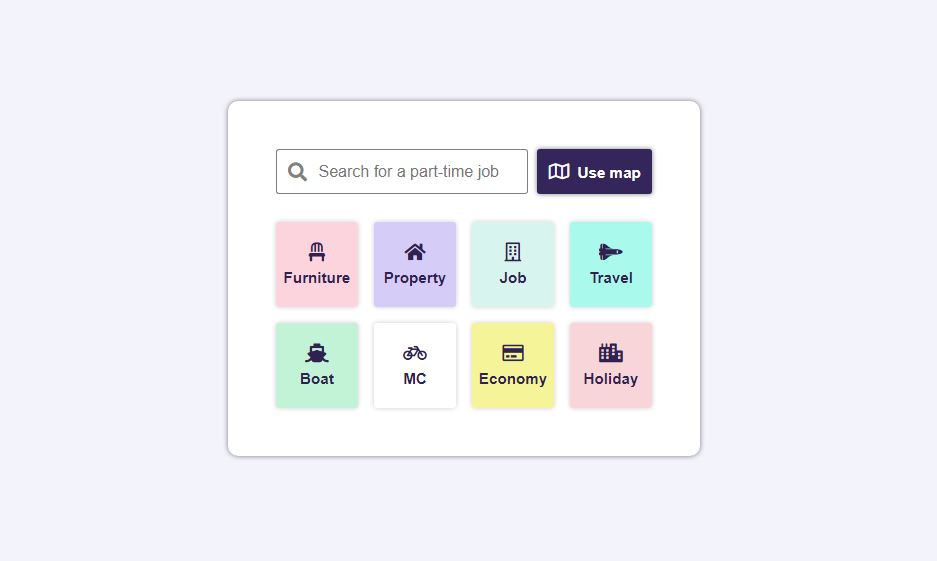 Search for a part-time job
Use map
Furniture
Property
Job
Travel
Boat
MC
Economy
Holiday